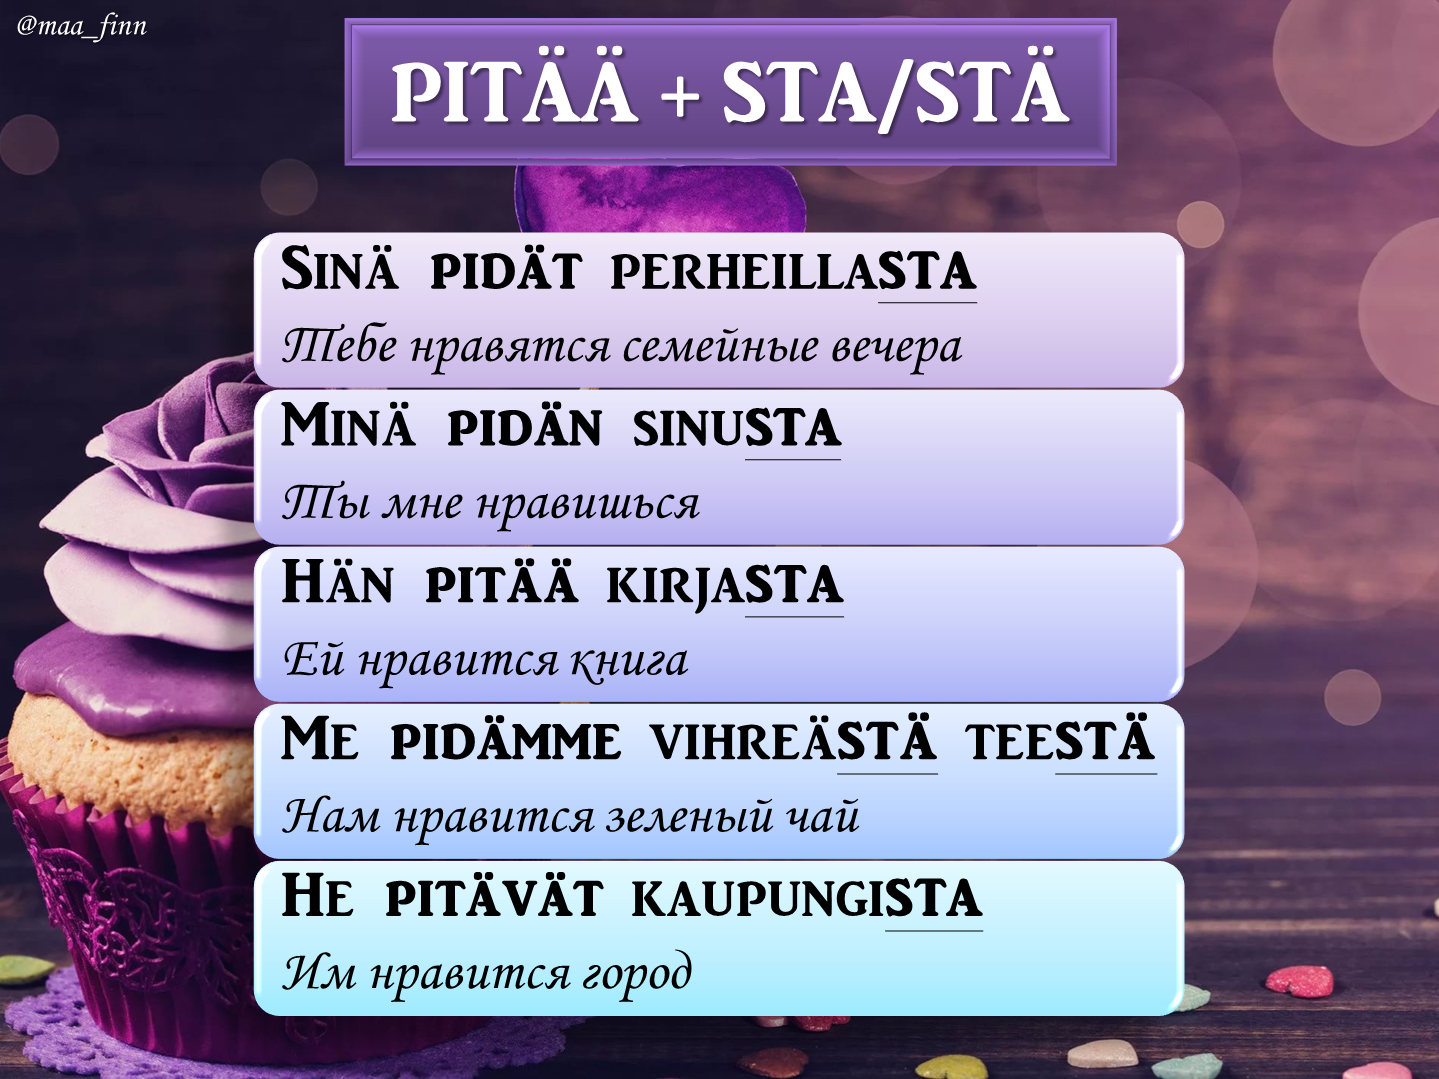 @maa_finn
PITÄÄ + STA/STÄ
SINÄ PIDÄT PERHEILLASTA
Тебе нравятся семейные вечера
MINÄ PIDÄN SINUSTA
Ты мне нравишься
HÄN PITÄÄ KIRJASTA
Ей нравится книга
ME PIDÄMME VIHREÄSTÄ TEESTÄ
Нам нравится зеленый чай
HE PITÄVÄT KAUPUNGISTA
Им нравится город